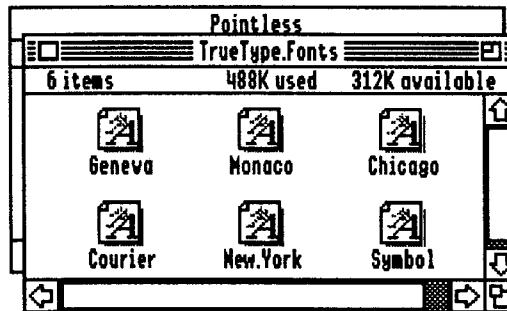 Pointless
TrueType.Fonts
6 items 488K used 312K available
Geneva Monaco Chicago
Courier New.York Symbol